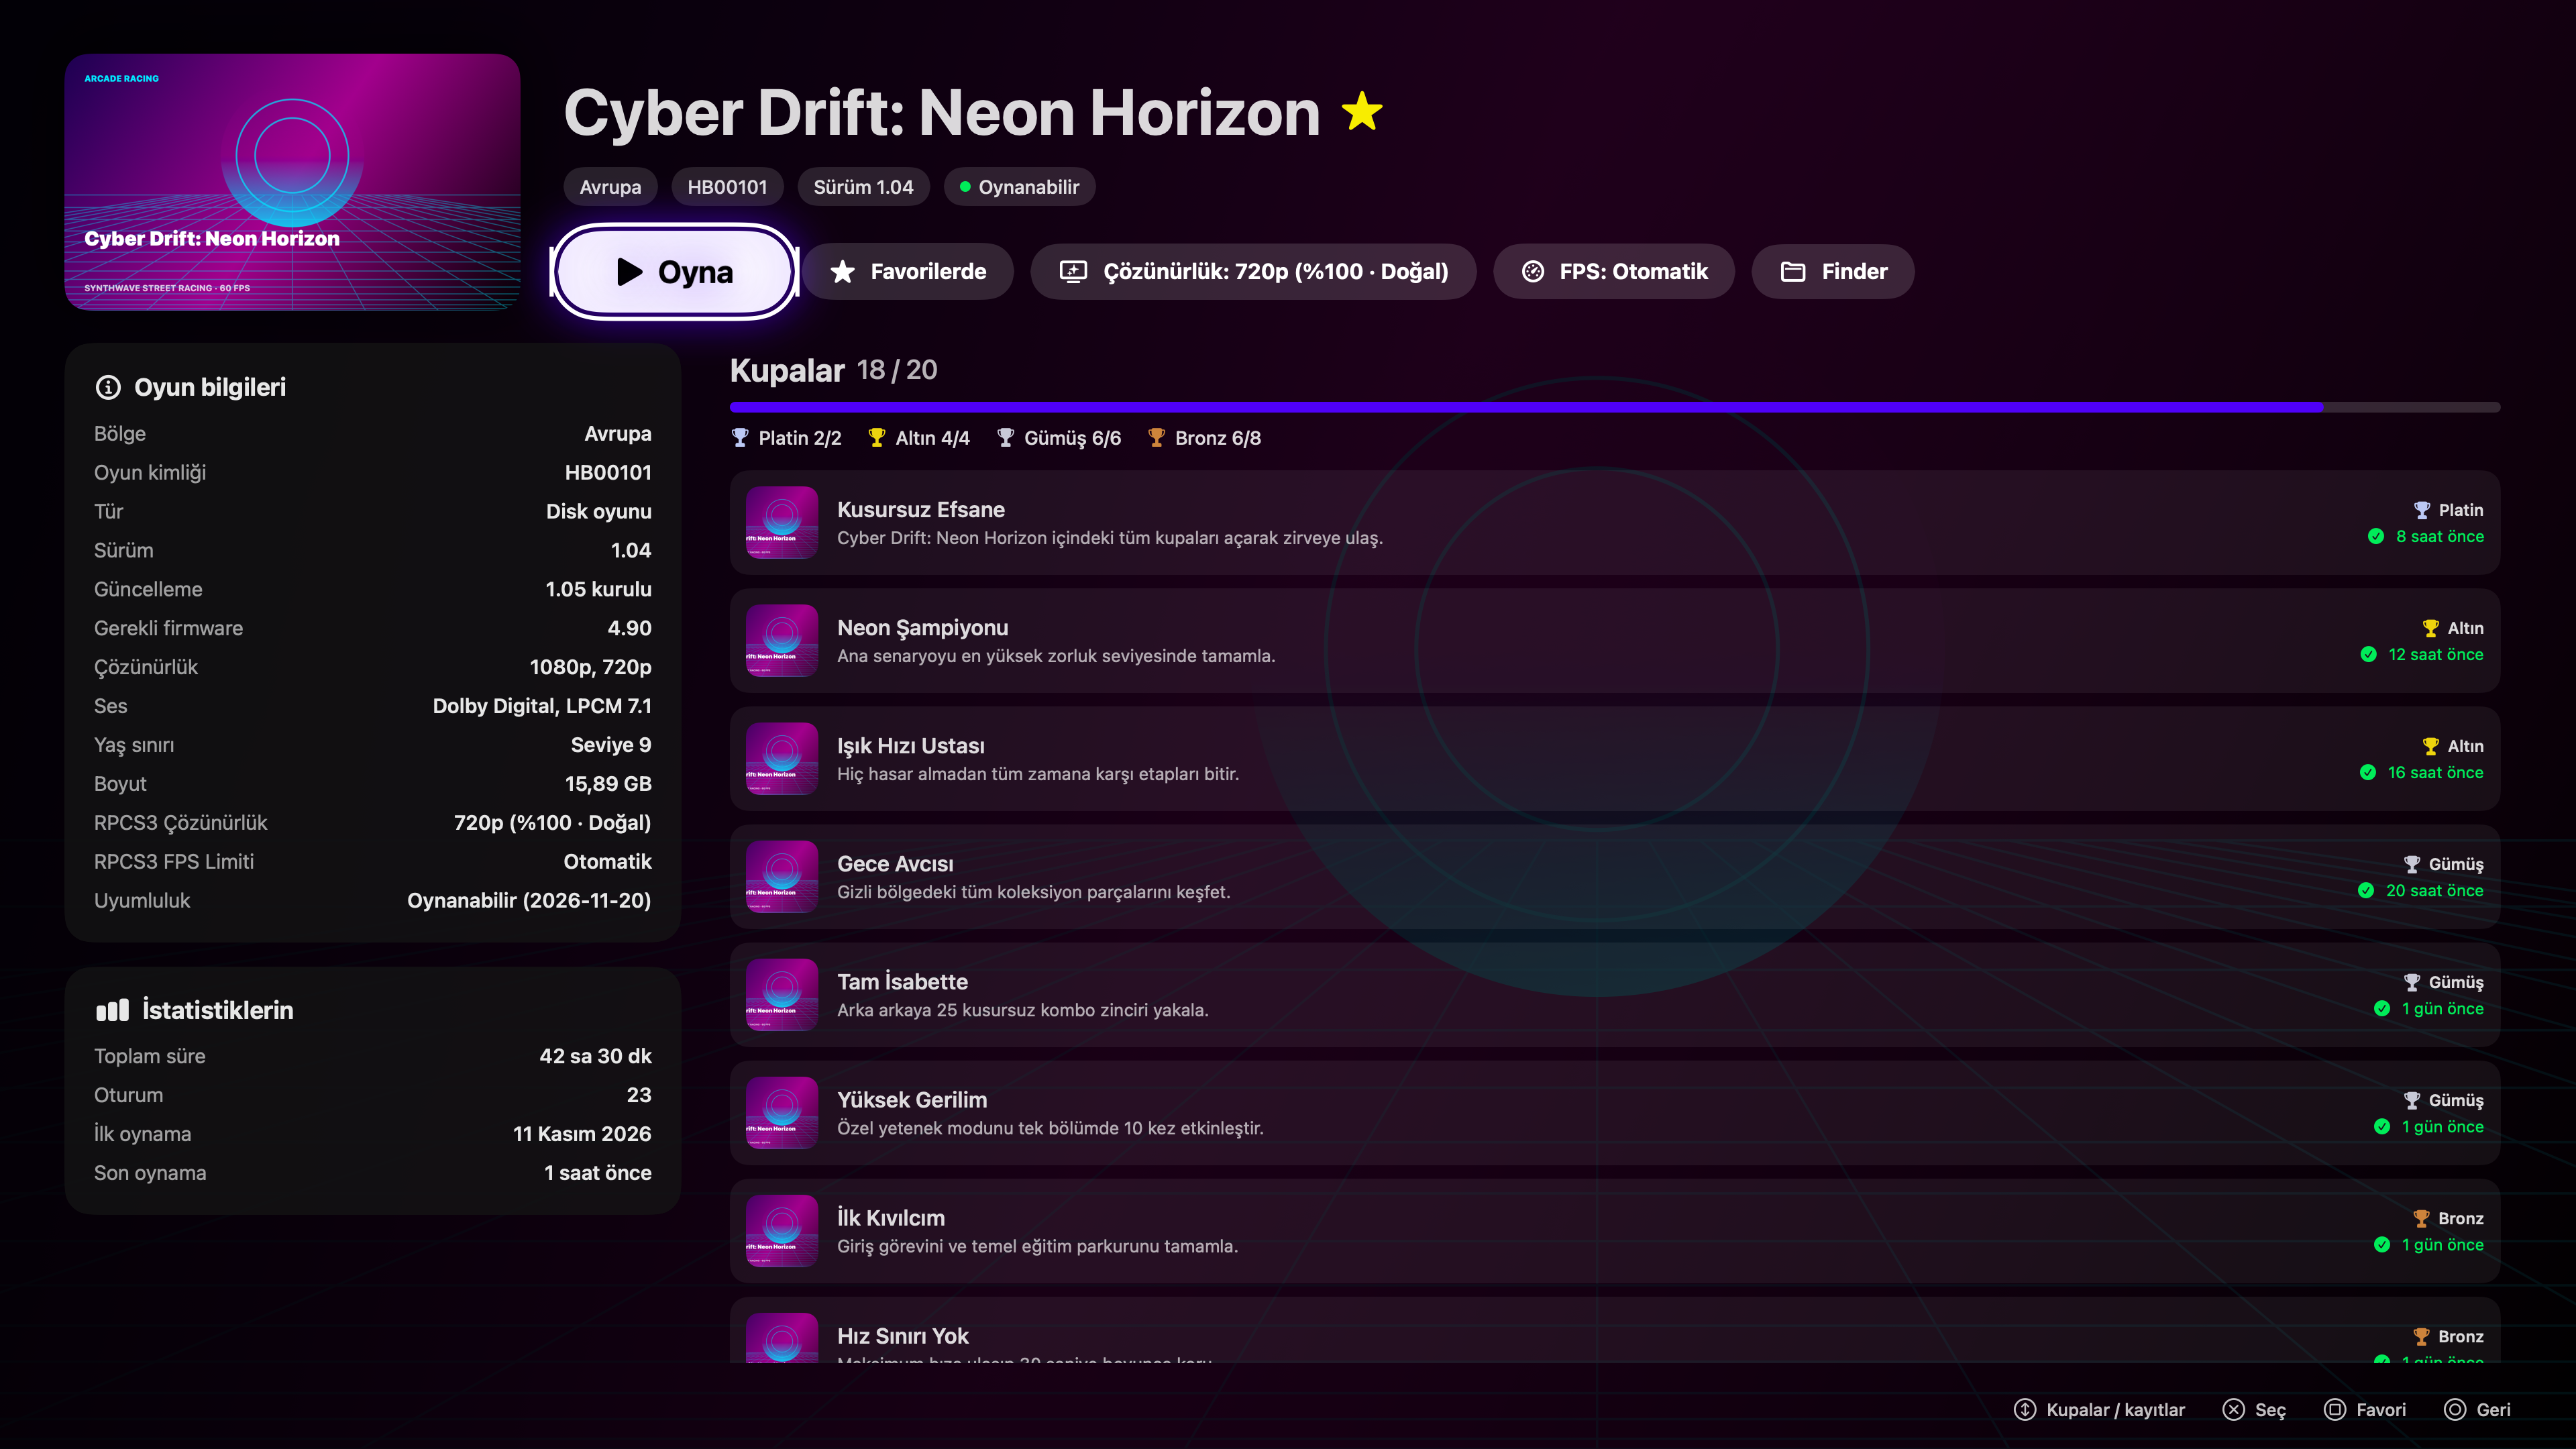 ARCADE RACING
Cyber Drift: Neon Horizon
SYNTHWAVE STREET RACING · 60 FPS
Cyber Drift: Neon Horizon
Avrupa
HB00101
Sürüm 1.04
Oynanabilir
Oyna
Favorilerde
Çözünürlük: 720p (%100 · Doğal)
FPS: Otomatik
Finder
Oyun bilgileri
Bölge Avrupa
Oyun kimliği HB00101
Tür Disk oyunu
Sürüm 1.04
Güncelleme 1.05 kurulu
Gerekli firmware 4.90
Çözünürlük 1080p, 720p
Ses Dolby Digital, LPCM 7.1
Yaş sınırı Seviye 9
Boyut 15,89 GB
RPCS3 Çözünürlük 720p (%100 · Doğal)
RPCS3 FPS Limiti Otomatik
Uyumluluk Oynanabilir (2026-11-20)
İstatistiklerin
Toplam süre 42 sa 30 dk
Oturum 23
İlk oynama 11 Kasım 2026
Son oynama 1 saat önce
Kupalar 18 / 20
Platin 2/2 Altın 4/4 Gümüş 6/6 Bronz 6/8
Kusursuz Efsane
Cyber Drift: Neon Horizon içindeki tüm kupaları açarak zirveye ulaş.
Platin
8 saat önce
Neon Şampiyonu
Ana senaryoyu en yüksek zorluk seviyesinde tamamla.
Altın
12 saat önce
Işık Hızı Ustası
Hiç hasar almadan tüm zamana karşı etapları bitir.
Altın
16 saat önce
Gece Avcısı
Gizli bölgedeki tüm koleksiyon parçalarını keşfet.
Gümüş
20 saat önce
Tam İsabette
Arka arkaya 25 kusursuz kombo zinciri yakala.
Gümüş
1 gün önce
Yüksek Gerilim
Özel yetenek modunu tek bölümde 10 kez etkinleştir.
Gümüş
1 gün önce
İlk Kıvılcım
Giriş görevini ve temel eğitim parkurunu tamamla.
Bronz
1 gün önce
Hız Sınırı Yok
Bronz
1 gün önce
Kupalar / kayıtlar
Seç
Favori
Geri